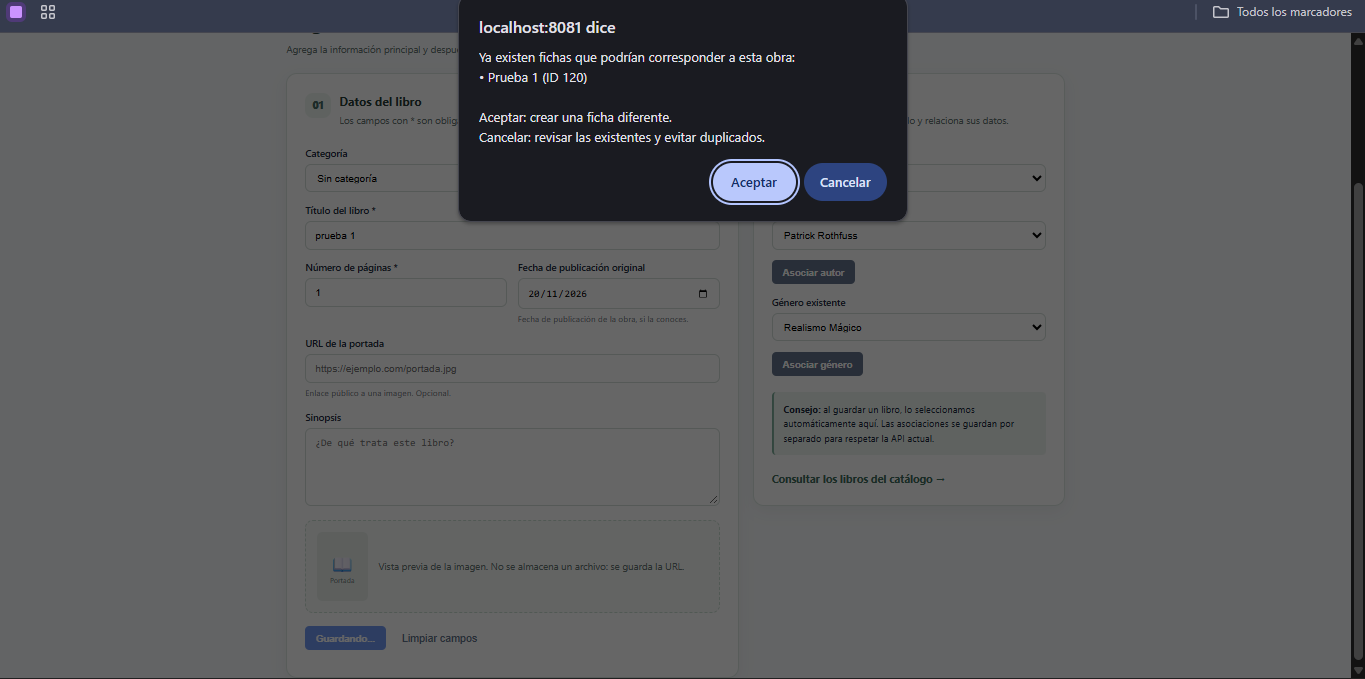 Todos los marcadores
localhost:8081 dice
Ya existen fichas que podrían corresponder a esta obra:
• Prueba 1 (ID 120)
Aceptar: crear una ficha diferente.
Cancelar: revisar las existentes y evitar duplicados.
Aceptar
Cancelar
Agrega la información principal y
01
Datos del libro
Los campos con * son
Categoría
Sin categoría
Título del libro *
prueba 1
Número de páginas *
Fecha de publicación original
1
20/11/2026
Fecha de publicación de la obra, si la conoces.
URL de la portada
https://ejemplo.com/portada.jpg
Enlace público a una imagen. Opcional.
Sinopsis
¿De qué trata este libro?
Portada
Vista previa de la imagen. No se almacena un archivo: se guarda la URL.
Guardando...
Limpiar campos
y relaciona sus datos.
Patrick Rothfuss
Asociar autor
Género existente
Realismo Mágico
Asociar género
Consejo: al guardar un libro, lo seleccionamos
automáticamente aquí. Las asociaciones se guardan por
separado para respetar la API actual.
Consultar los libros del catálogo →